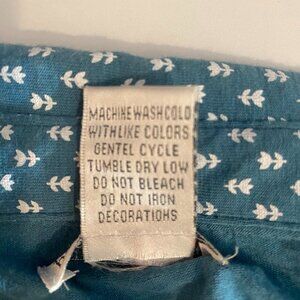 MACHINE WASH COLD
WITH LIKE COLORS
GENTEL CYCLE
TUMBLE DRY LOW
DO NOT BLEACH
DO NOT IRON
DECORATIONS